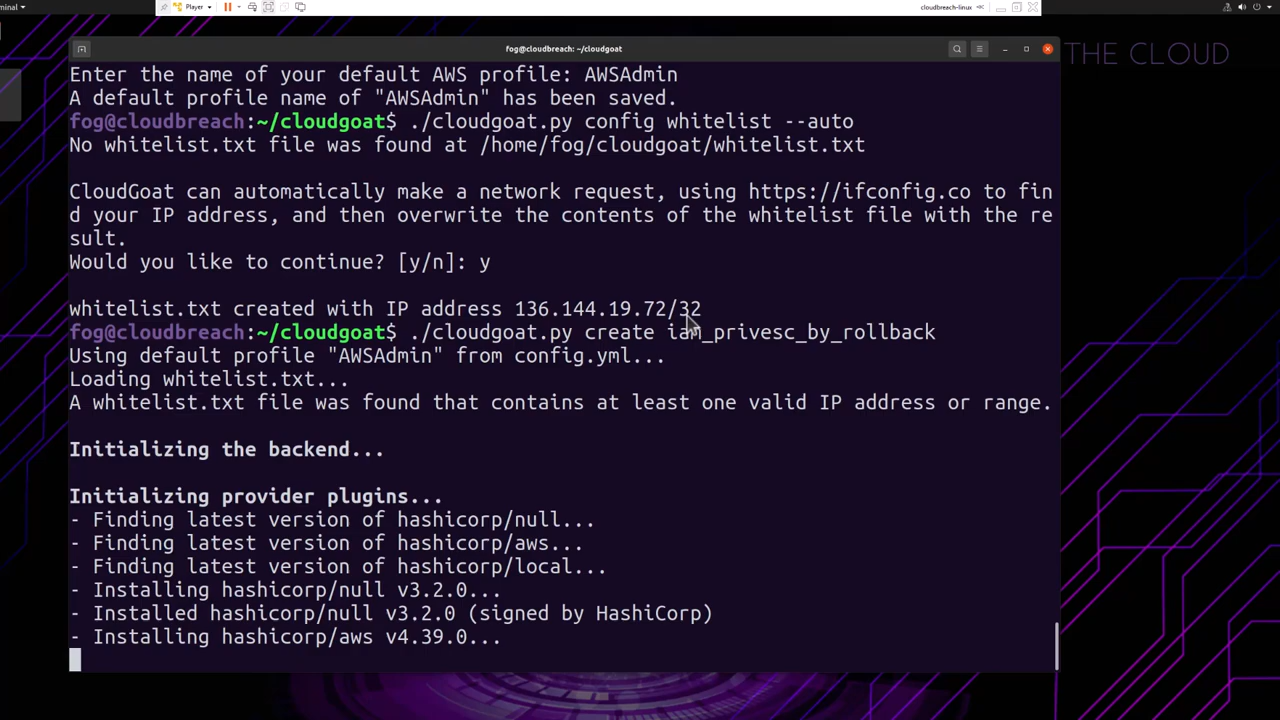 minal
Player
cloudbreach-linux
THE CLOUD
fog@cloudbreach: ~/cloudgoat
Enter the name of your default AWS profile: AWSAdmin
A default profile name of "AWSAdmin" has been saved.
fog@cloudbreach:~/cloudgoat$ ./cloudgoat.py config whitelist --auto
No whitelist.txt file was found at /home/fog/cloudgoat/whitelist.txt
CloudGoat can automatically make a network request, using https://ifconfig.co to fin
d your IP address, and then overwrite the contents of the whitelist file with the re
sult.
Would you like to continue? [y/n]: y
whitelist.txt created with IP address 136.144.19.72/32
fog@cloudbreach:~/cloudgoat$ ./cloudgoat.py create iam_privesc_by_rollback
Using default profile "AWSAdmin" from config.yml...
Loading whitelist.txt...
A whitelist.txt file was found that contains at least one valid IP address or range.
Initializing the backend...
Initializing provider plugins...
- Finding latest version of hashicorp/null...
- Finding latest version of hashicorp/aws...
- Finding latest version of hashicorp/local...
- Installing hashicorp/null v3.2.0...
- Installed hashicorp/null v3.2.0 (signed by HashiCorp)
- Installing hashicorp/aws v4.39.0...